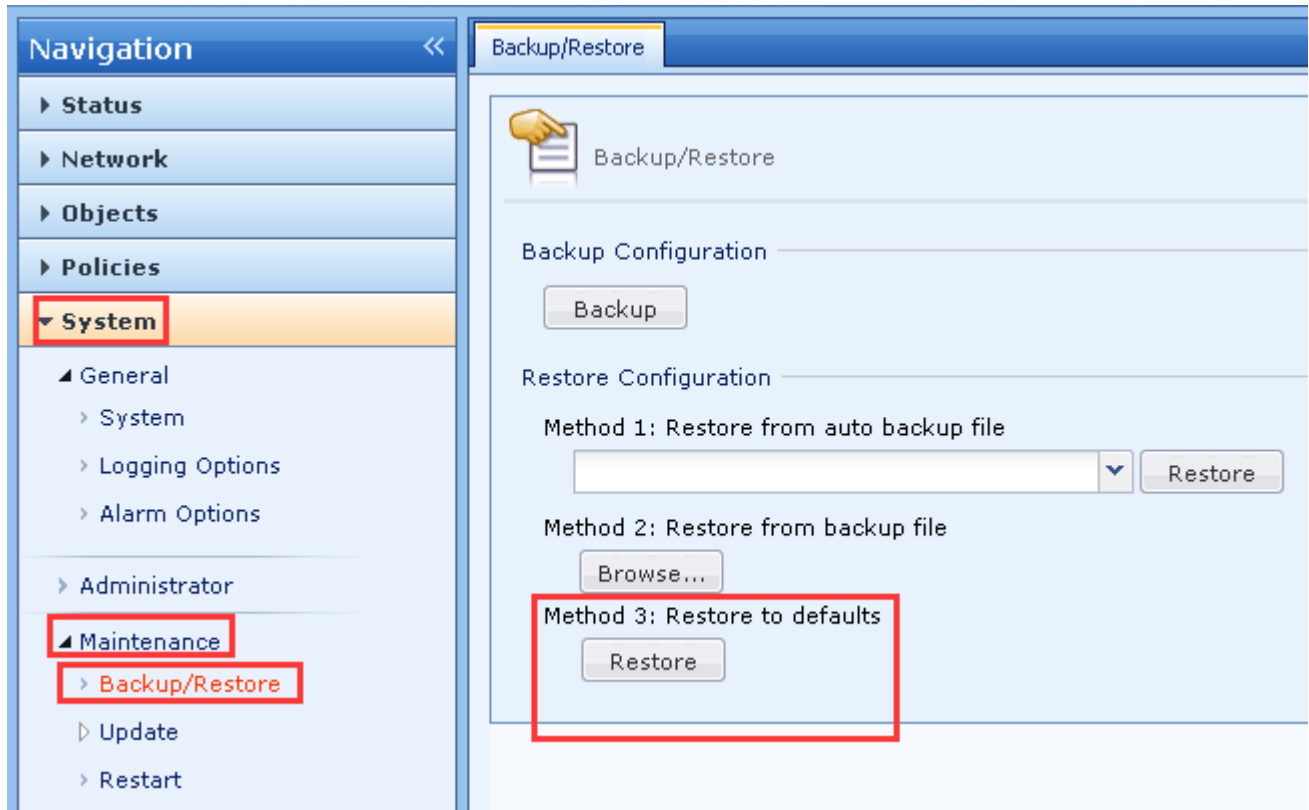 Navigation
Status
Network
Objects
Policies
System
General
System
Logging Options
Alarm Options
Administrator
Maintenance
Backup/Restore
Update
Restart
Backup/Restore
Backup/Restore
Backup Configuration
Backup
Restore Configuration
Method 1: Restore from auto backup file
Restore
Method 2: Restore from backup file
Browse...
Method 3: Restore to defaults
Restore